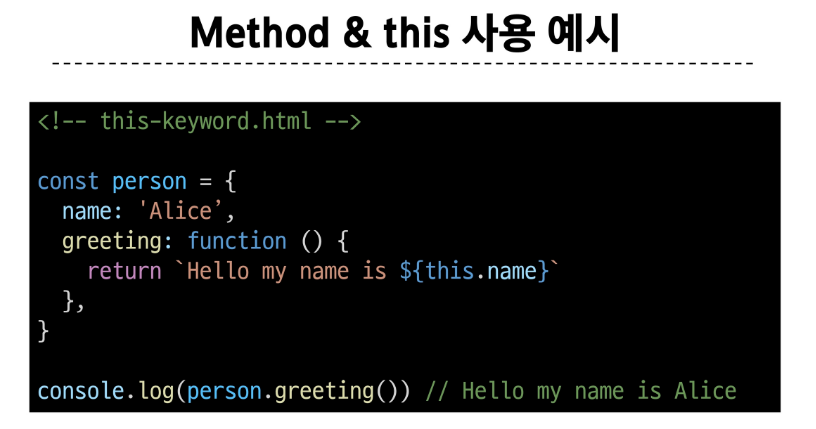 Method & this 사용 예시
<!-- this-keyword.html -->
const person = {
  name: 'Alice’,
  greeting: function () {
    return `Hello my name is ${this.name}`
  },
}
console.log(person.greeting()) // Hello my name is Alice